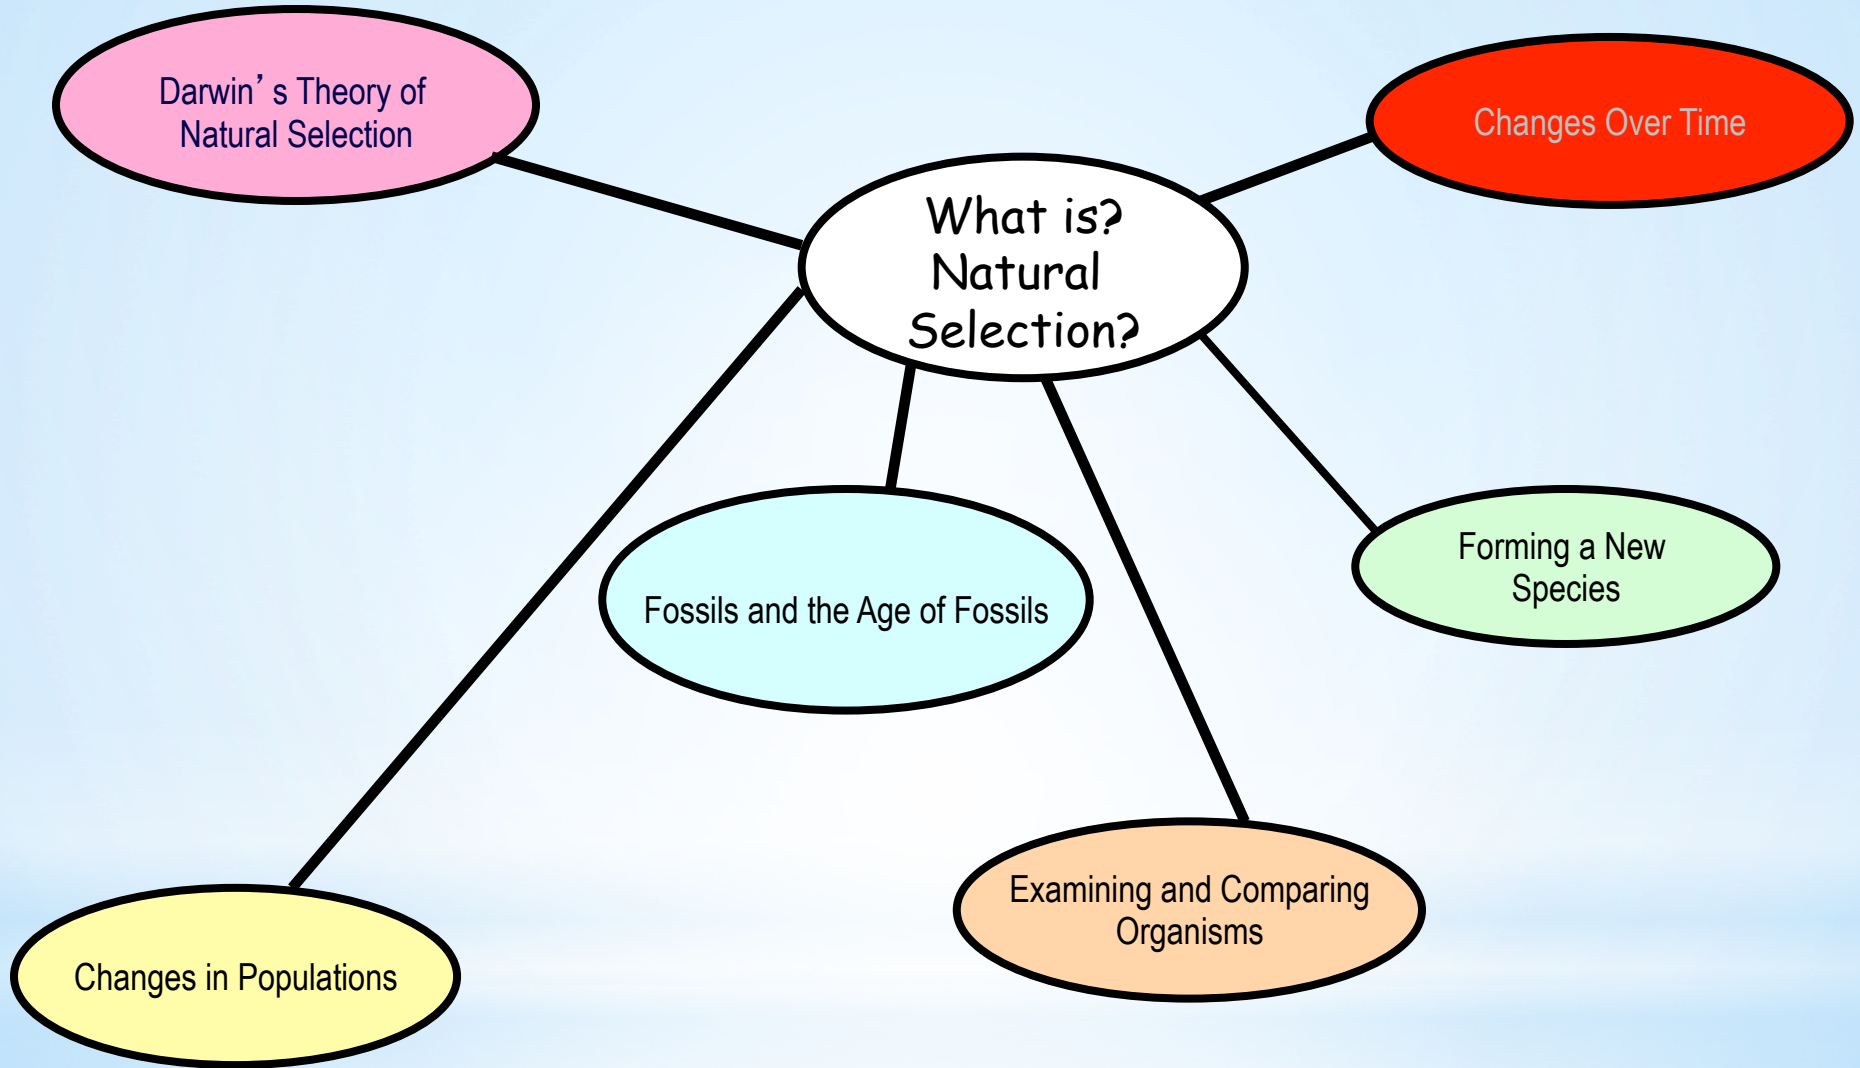 Darwin’s Theory of
Natural Selection
Changes Over Time
What is?
Natural
Selection?
Forming a New
Species
Fossils and the Age of Fossils
Examining and Comparing
Organisms
Changes in Populations